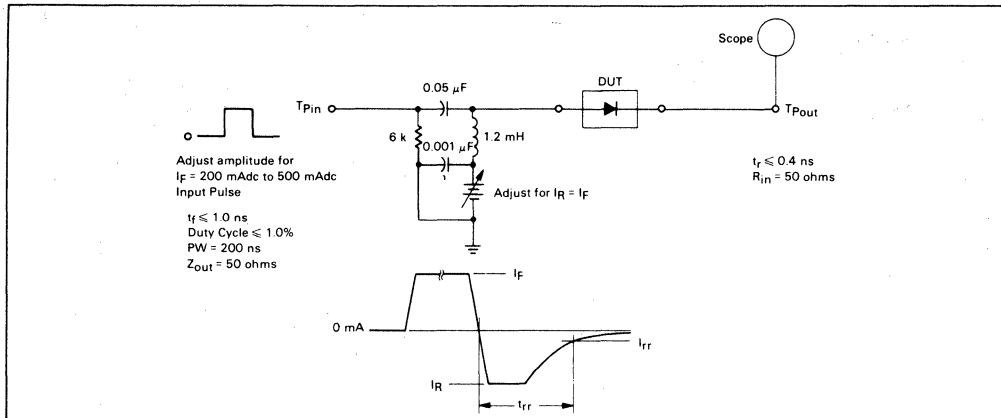 Scope
DUT
0.05 μF
TPin
TPout
6 k
1.2 mH
0.001 μF
Adjust for IR = IF
Adjust amplitude for
IF = 200 mAdc to 500 mAdc
Input Pulse
tf ≤ 1.0 ns
Duty Cycle ≤ 1.0%
PW = 200 ns
Zout = 50 ohms
tr ≤ 0.4 ns
Rin = 50 ohms
IF
0 mA
Irr
IR
trr